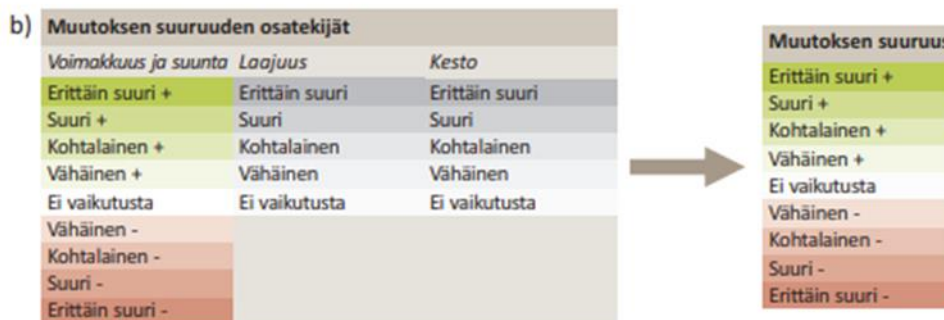 b) Muutoksen suuruuden osatekijät
Voimakkuus ja suunta Laajuus Kesto
Erittäin suuri + Erittäin suuri Erittäin suuri
Suuri + Suuri Suuri
Kohtalainen + Kohtalainen Kohtalainen
Vähäinen + Vähäinen Vähäinen
Ei vaikutusta Ei vaikutusta Ei vaikutusta
Vähäinen -
Kohtalainen -
Suuri -
Erittäin suuri -
Muutoksen suuruus
Erittäin suuri +
Suuri +
Kohtalainen +
Vähäinen +
Ei vaikutusta
Vähäinen -
Kohtalainen -
Suuri -
Erittäin suuri -